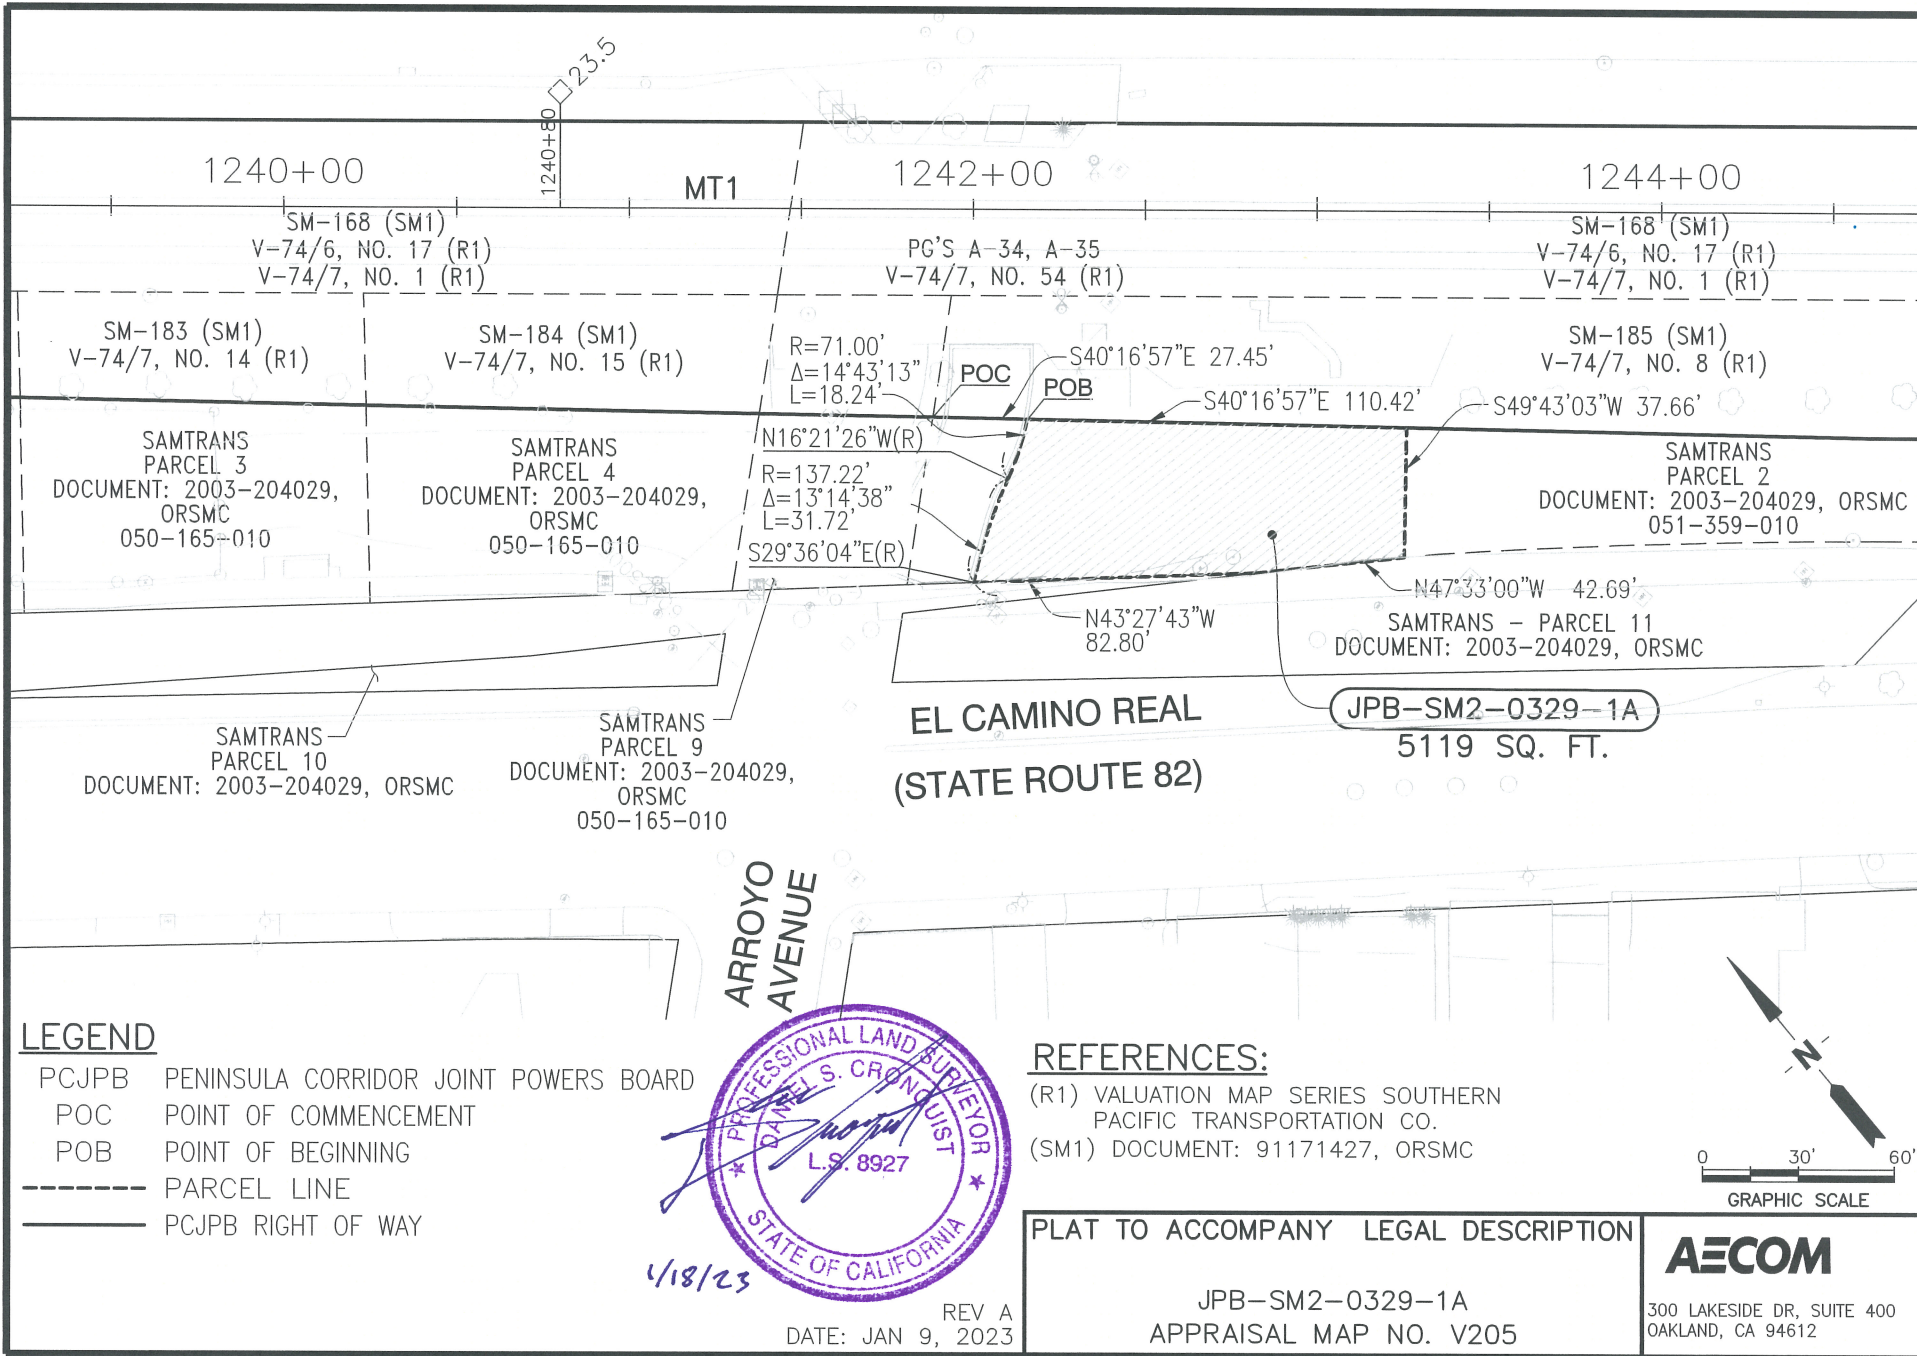 23.5
1240+80
1240+00
MT1
1242+00
1244+00
SM-168 (SM1)
V-74/6, NO. 17 (R1)
V-74/7, NO. 1 (R1)
PG'S A-34, A-35
V-74/7, NO. 54 (R1)
SM-168 (SM1)
V-74/6, NO. 17 (R1)
V-74/7, NO. 1 (R1)
SM-183 (SM1)
V-74/7, NO. 14 (R1)
SM-184 (SM1)
V-74/7, NO. 15 (R1)
R=71.00'
Δ=14°43'13"
L=18.24'
POC
POB
S40°16'57"E 27.45'
S40°16'57"E 110.42'
SM-185 (SM1)
V-74/7, NO. 8 (R1)
S49°43'03"W 37.66'
N16°21'26"W(R)
R=137.22'
Δ=13°14'38"
L=31.72'
S29°36'04"E(R)
SAMTRANS
PARCEL 3
DOCUMENT: 2003-204029,
ORSMC
050-165-010
SAMTRANS
PARCEL 4
DOCUMENT: 2003-204029,
ORSMC
050-165-010
SAMTRANS
PARCEL 2
DOCUMENT: 2003-204029, ORSMC
051-359-010
N43°27'43"W
82.80'
N47°33'00"W 42.69'
SAMTRANS - PARCEL 11
DOCUMENT: 2003-204029, ORSMC
SAMTRANS
PARCEL 10
DOCUMENT: 2003-204029, ORSMC
SAMTRANS
PARCEL 9
DOCUMENT: 2003-204029,
ORSMC
050-165-010
EL CAMINO REAL
(STATE ROUTE 82)
JPB-SM2-0329-1A
5119 SQ. FT.
ARROYO
AVENUE
LEGEND
PCJPB PENINSULA CORRIDOR JOINT POWERS BOARD
POC POINT OF COMMENCEMENT
POB POINT OF BEGINNING
PARCEL LINE
PCJPB RIGHT OF WAY
PROFESSIONAL LAND SURVEYOR
DANIEL S. CRONQUIST
L.S. 8927
STATE OF CALIFORNIA
1/18/23
REV A
DATE: JAN 9, 2023
REFERENCES:
(R1) VALUATION MAP SERIES SOUTHERN
PACIFIC TRANSPORTATION CO.
(SM1) DOCUMENT: 91171427, ORSMC
N
0 30' 60'
GRAPHIC SCALE
PLAT TO ACCOMPANY LEGAL DESCRIPTION
JPB-SM2-0329-1A
APPRAISAL MAP NO. V205
AECOM
300 LAKESIDE DR, SUITE 400
OAKLAND, CA 94612